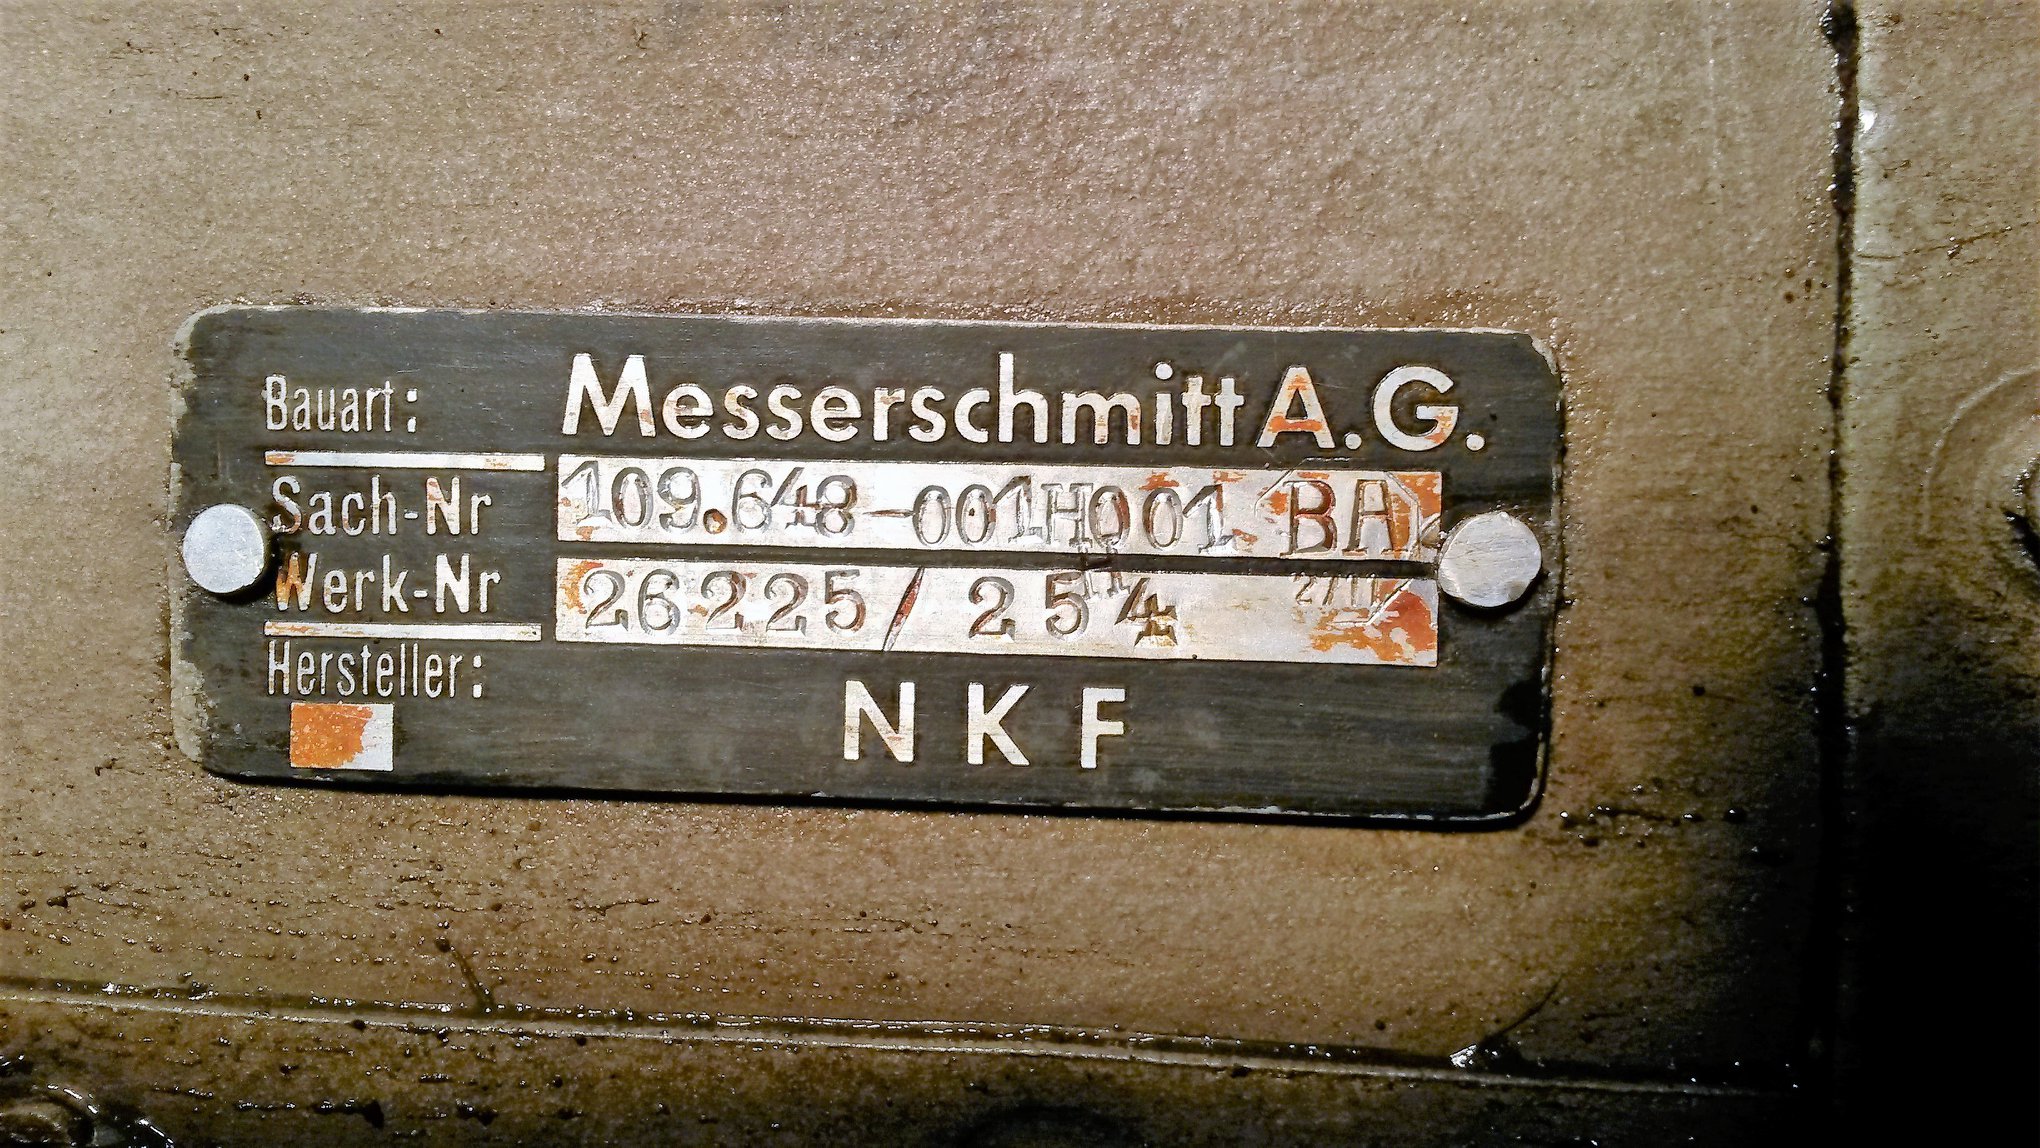 Bauart: Messerschmitt A.G.
Sach-Nr 109.648-001H001 BA
Werk-Nr 26225/254
Hersteller: NKF